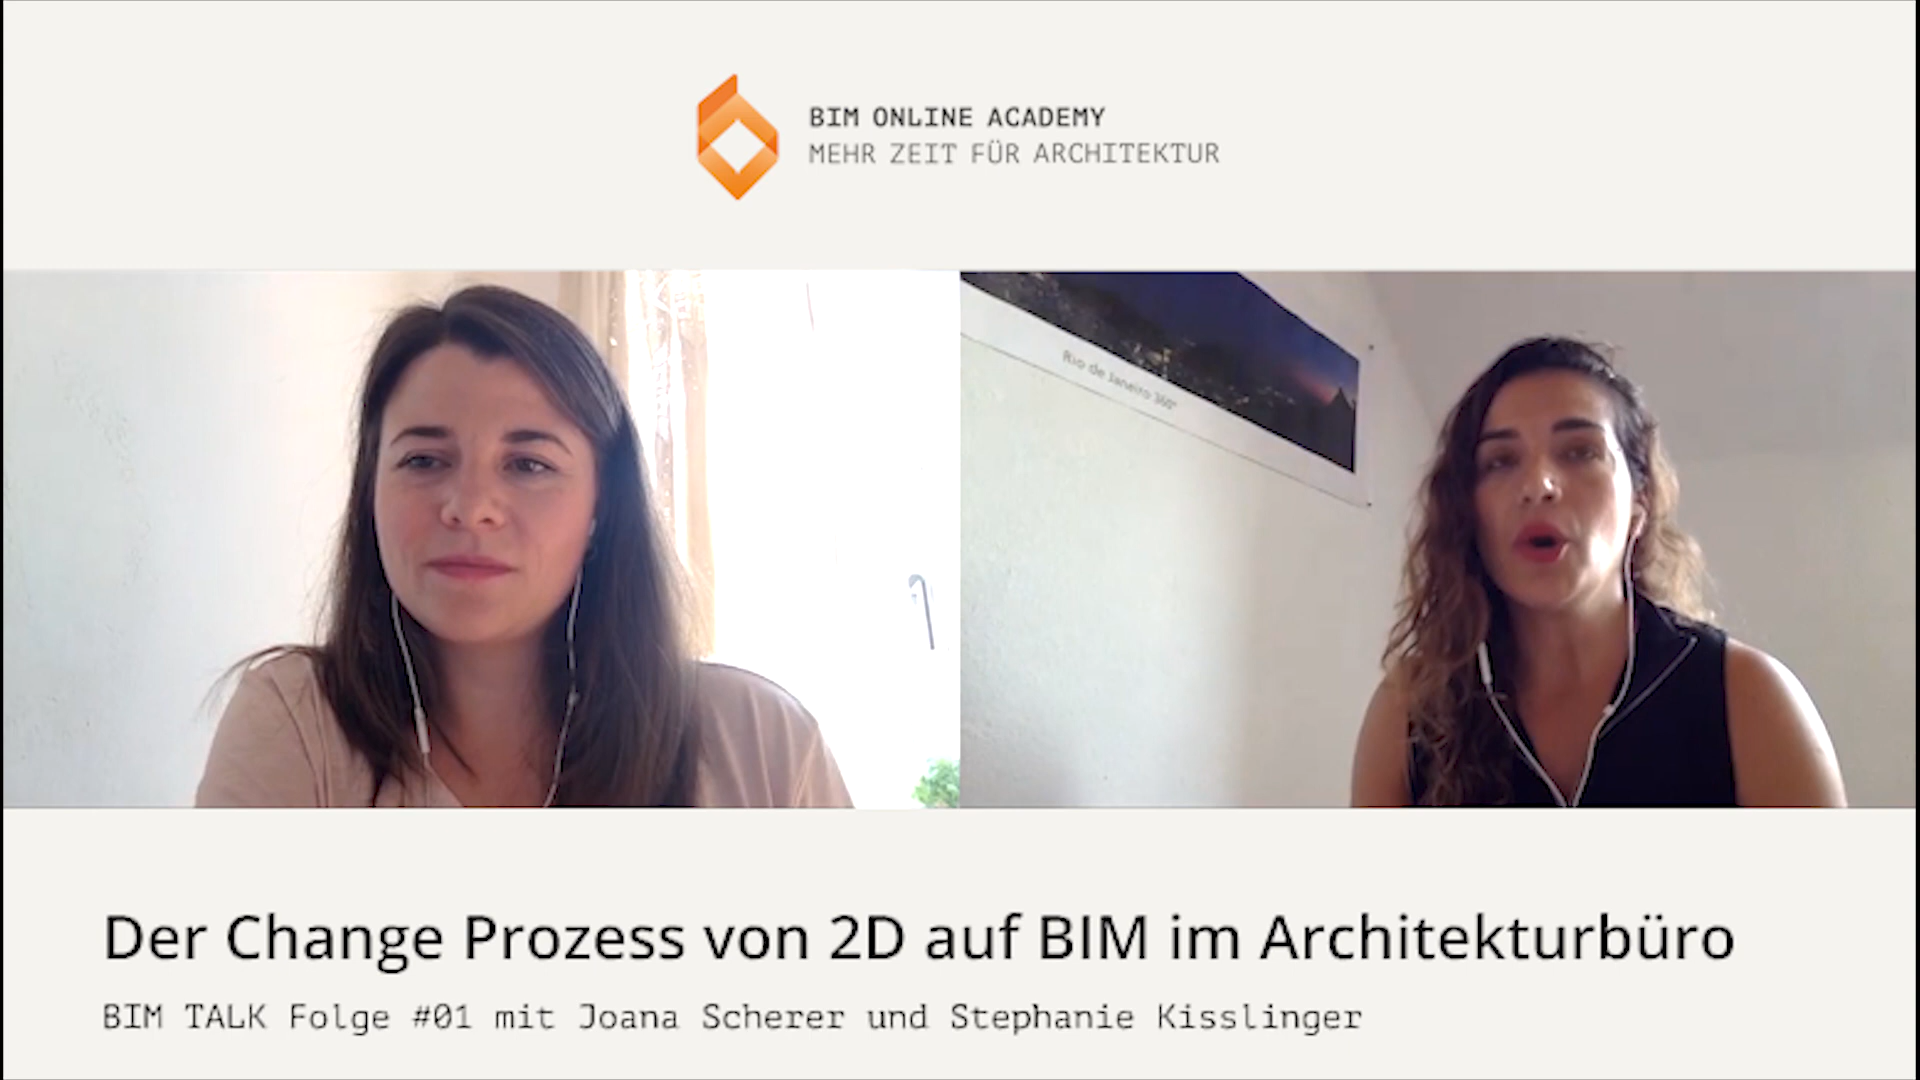 BIM ONLINE ACADEMY
MEHR ZEIT FÜR ARCHITEKTUR
Rio de Janeiro 360°
Der Change Prozess von 2D auf BIM im Architekturbüro
BIM TALK Folge #01 mit Joana Scherer und Stephanie Kisslinger